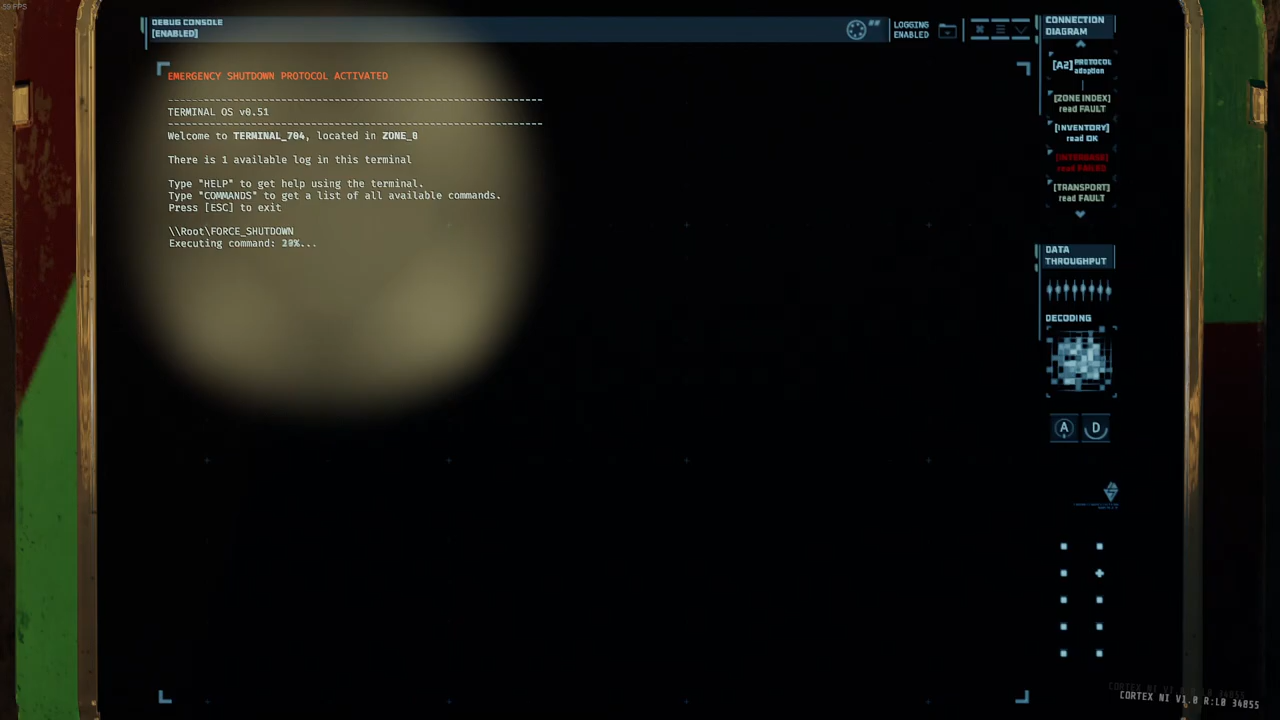 59 FPS
DEBUG CONSOLE
[ENABLED]
LOGGING
ENABLED
CONNECTION
DIAGRAM
EMERGENCY SHUTDOWN PROTOCOL ACTIVATED
TERMINAL OS v0.51
Welcome to TERMINAL_704, located in ZONE_8
There is 1 available log in this terminal
Type "HELP" to get help using the terminal.
Type "COMMANDS" to get a list of all available commands.
Press [ESC] to exit
\\Root\FORCE_SHUTDOWN
Executing command:
[A2] PROTOCOL
adaption
[ZONE INDEX]
read FAULT
[INVENTORY]
read OK
read FAILED
[TRANSPORT]
read FAULT
DATA
THROUGHPUT
DECODING
A D
CORTEX NI V1.0 R:L0 34855